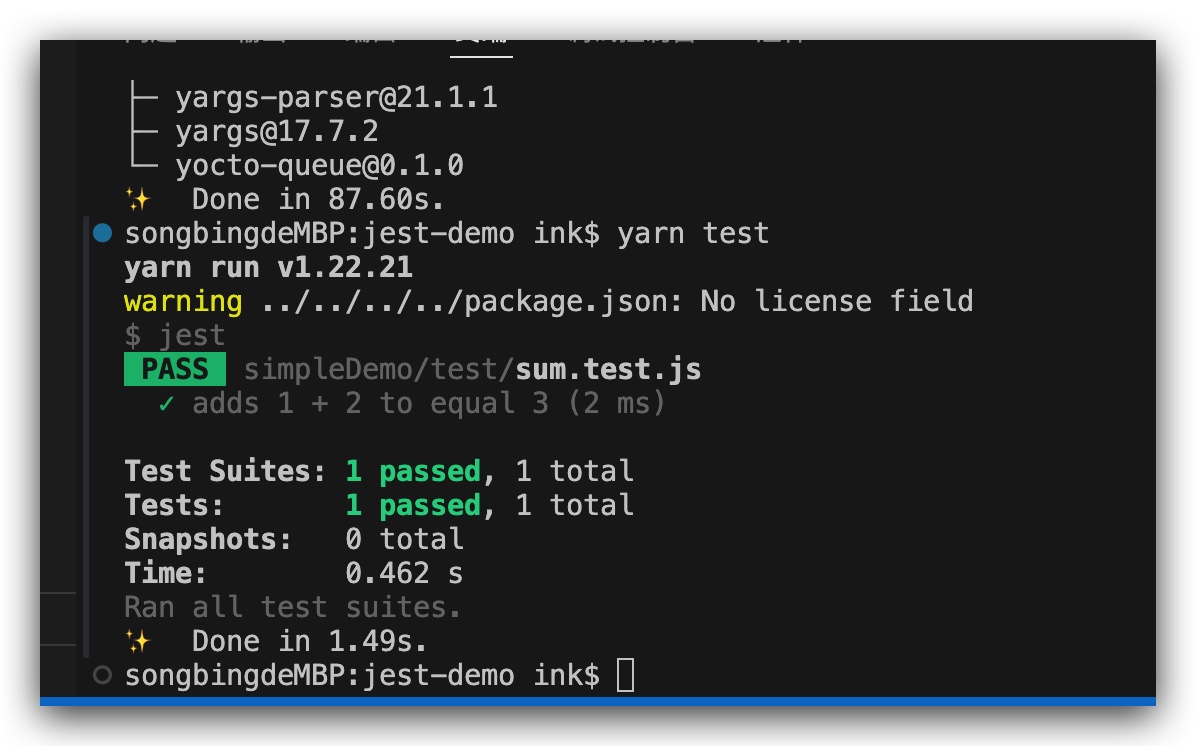 ├─ yargs-parser@21.1.1
├─ yargs@17.7.2
└─ yocto-queue@0.1.0
✨  Done in 87.60s.
songbingdeMBP:jest-demo ink$ yarn test
yarn run v1.22.21
warning ../../../../package.json: No license field
$ jest
PASS simpleDemo/test/sum.test.js
✓ adds 1 + 2 to equal 3 (2 ms)
Test Suites: 1 passed, 1 total
Tests: 1 passed, 1 total
Snapshots: 0 total
Time: 0.462 s
Ran all test suites.
✨  Done in 1.49s.
songbingdeMBP:jest-demo ink$